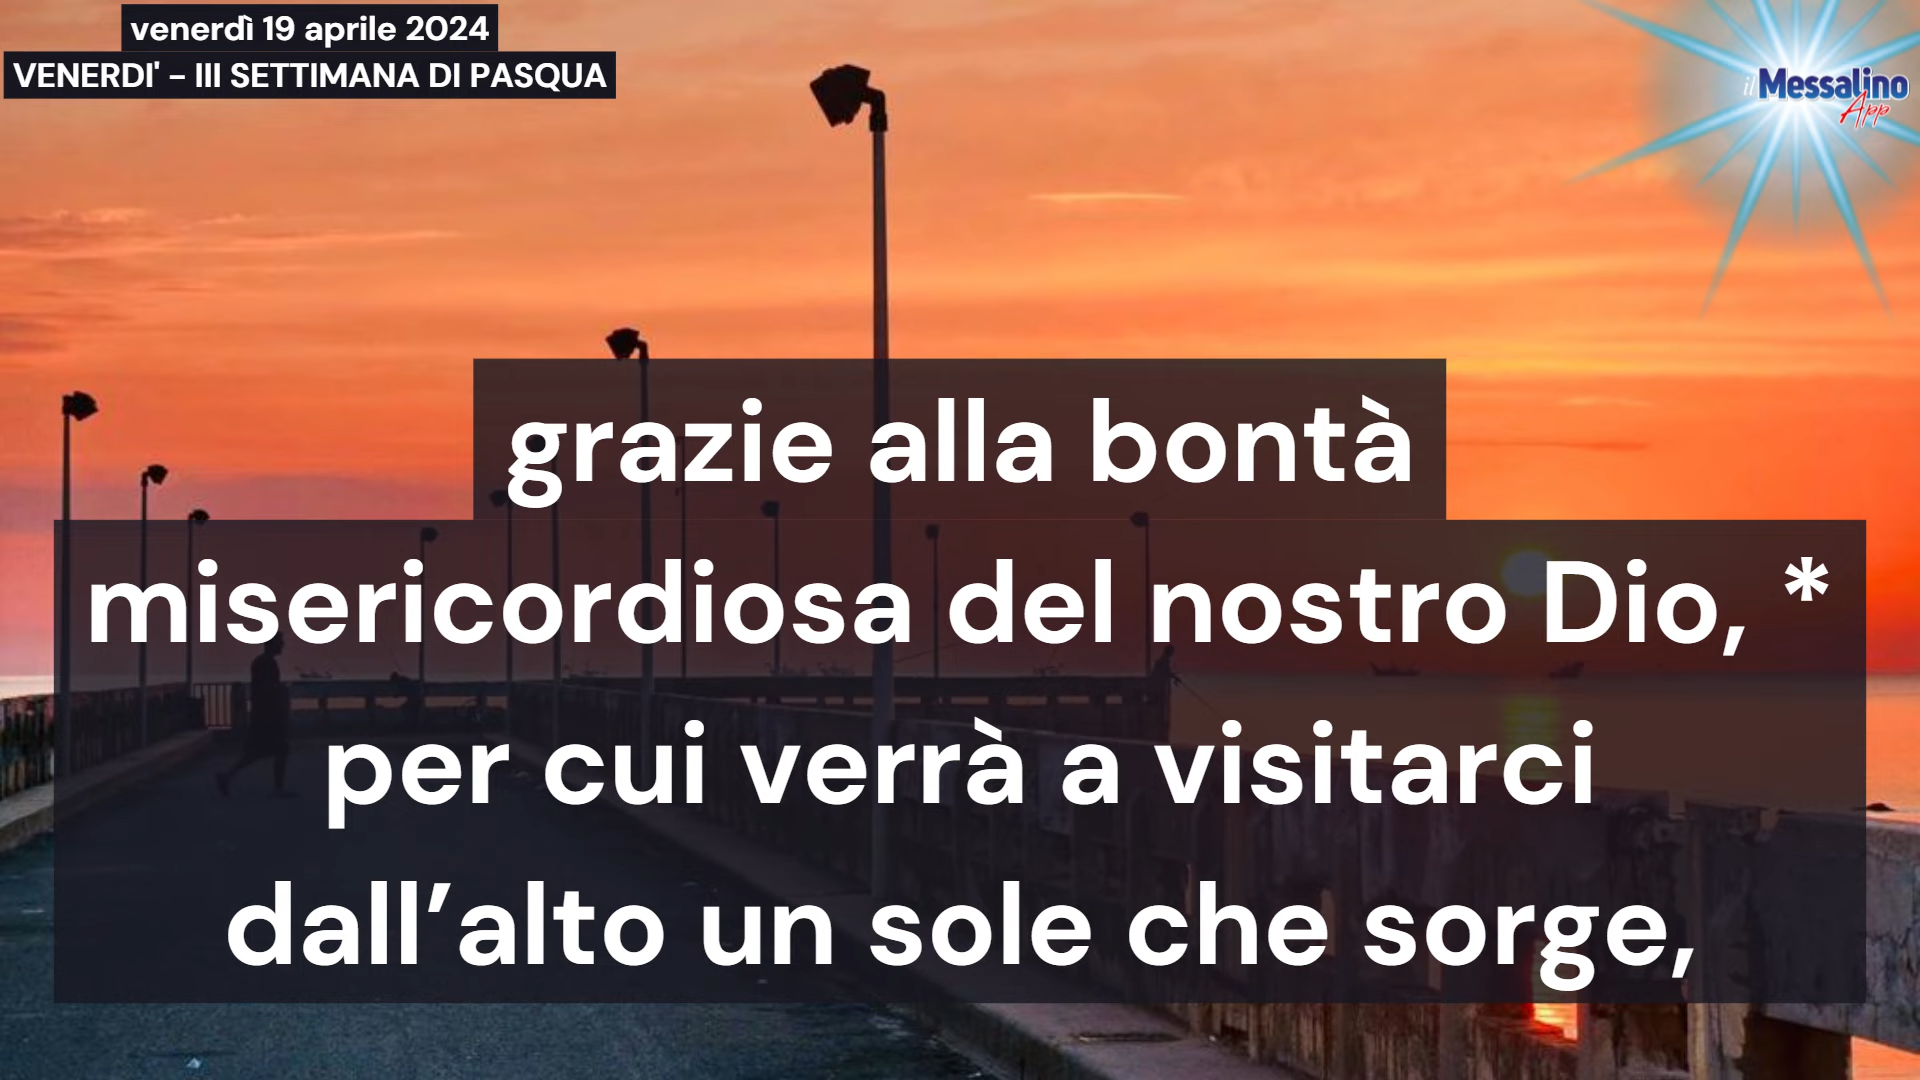 venerdì 19 aprile 2024
VENERDI' - III SETTIMANA DI PASQUA
il Messalino
App
grazie alla bontà
misericordiosa del nostro Dio, *
per cui verrà a visitarci
dall’alto un sole che sorge,